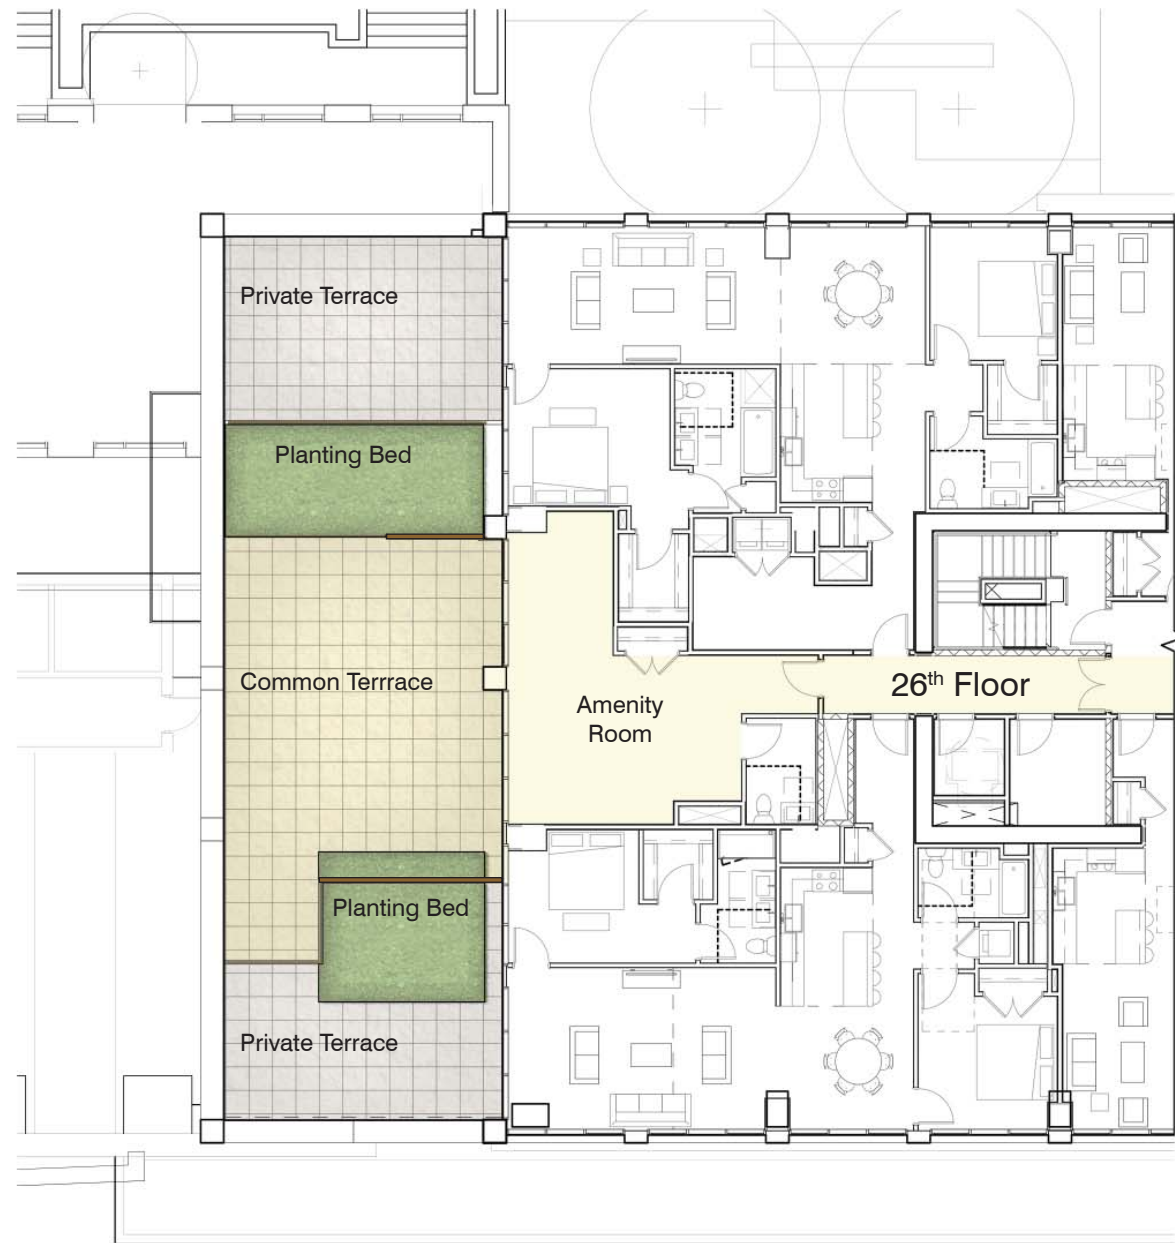 Private Terrace
Planting Bed
Common Terrrace
Amenity
Room
26th Floor
Planting Bed
Private Terrace